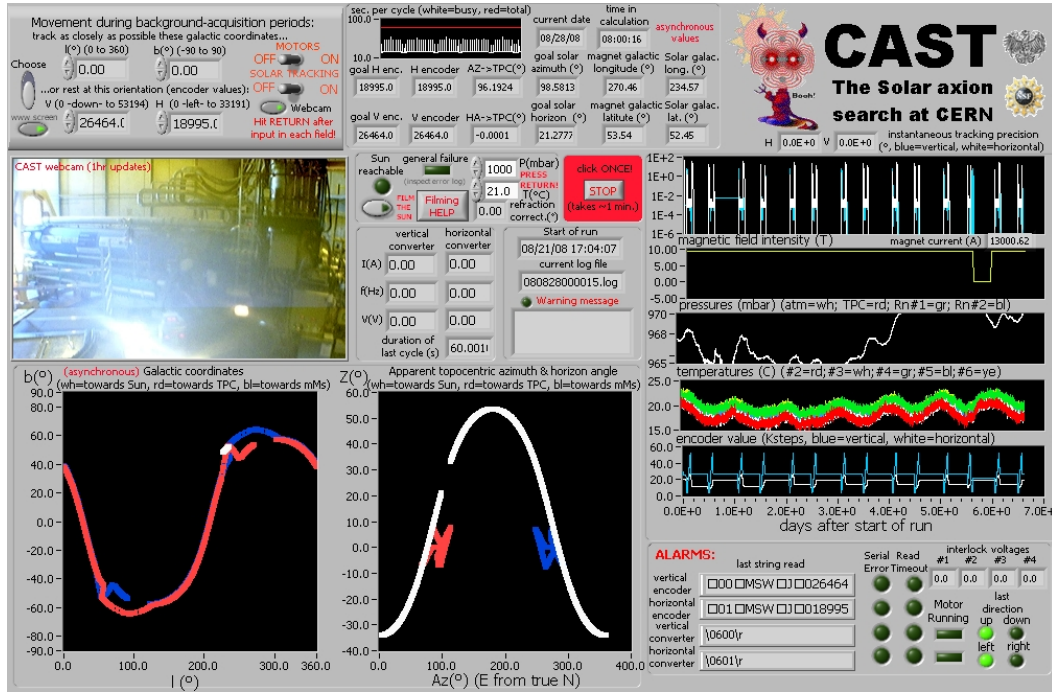 Movement during background-acquisition periods:
track as closely as possible these galactic coordinates...
l(°) (0 to 360) b(°) (-90 to 90)
Choose
0.00 0.00
MOTORS
OFF ON
SOLAR TRACKING
OFF ON
...or rest at this orientation (encoder values):
V (0 -down- to 53194) H (0 -left- to 33191)
Webcam
www screen
26464.( 18995.(
Hit RETURN after
input in each field!
sec. per cycle (white=busy, red=total)
100.0
10.0
current date
08/28/08
time in
calculation
08:00:16
asynchronous
values
goal H enc. H encoder AZ->TPC(°)
18995.0 18995.0 96.1924
goal solar
azimuth (°)
98.5813
magnet galactic
longitude (°)
270.46
Solar galac.
long. (°)
234.57
goal V enc. V encoder HA->TPC(°)
26464.0 26464.0 -0.0001
goal solar
horizon (°)
21.2777
magnet galactic
latitute (°)
53.54
Solar galac.
lat. (°)
52.45
Booh!
CAST
The Solar axion
search at CERN
NSF
H 0.0E+0 V 0.0E+0
instantaneous tracking precision
(°, blue=vertical, white=horizontal)
CAST webcam (1hr updates)
Sun
reachable
general failure
(inspect error log)
FILM
THE
SUN
Filming
HELP
1000 P(mbar)
PRESS
RETURN!
21.0 T(°C)
0.00 refraction
correct.(°)
click ONCE!
STOP
(takes ~1 min.)
vertical
converter
horizontal
converter
I(A) 0.00 0.00
f(Hz) 0.00 0.00
V(V) 0.00 0.00
duration of
last cycle (s)
60.001(
Start of run
08/21/08 17:04:07
current log file
080828000015.log
Warning message
1E+2
1E+0
1E-2
1E-4
1E-6
magnetic field intensity (T)
magnet current (A) 13000.62
10.00
5.00
0.00
-5.00
pressures (mbar) (atm=wh; TPC=rd; Rn#1=gr; Rn#2=bl)
970
968
965
temperatures (C) (#2=rd;#3=wh;#4=gr;#5=bl;#6=ye)
25.0
20.0
15.0
encoder value (Ksteps, blue=vertical, white=horizontal)
60.0
40.0
20.0
0.0
0.0E+0 1.0E+0 2.0E+0 3.0E+0 4.0E+0 5.0E+0 6.0E+0 7.0E+0
days after start of run
(asynchronous) Galactic coordinates
b(°)
(wh=towards Sun, rd=towards TPC, bl=towards mMs)
90.0
80.0
60.0
40.0
20.0
0.0
-20.0
-40.0
-60.0
-80.0
-90.0
0.0 100.0 200.0 300.0 360.0
l (°)
Apparent topocentric azimuth & horizon angle
Z(°)
(wh=towards Sun, rd=towards TPC, bl=towards mMs)
60.0
50.0
40.0
30.0
20.0
10.0
0.0
-10.0
-20.0
-30.0
-40.0
0.0 100.0 200.0 300.0 400.0
Az(°) (E from true N)
ALARMS:
last string read
vertical
encoder
□00 □MSW □J □026464
horizontal
encoder
□01 □MSW □J □018995
vertical
converter
\0600\r
horizontal
converter
\0601\r
Serial
Error
Read
Timeout
interlock voltages
#1 #2 #3 #4
0.0 0.0 0.0 0.0
Motor
Running
last
direction
up down
left right